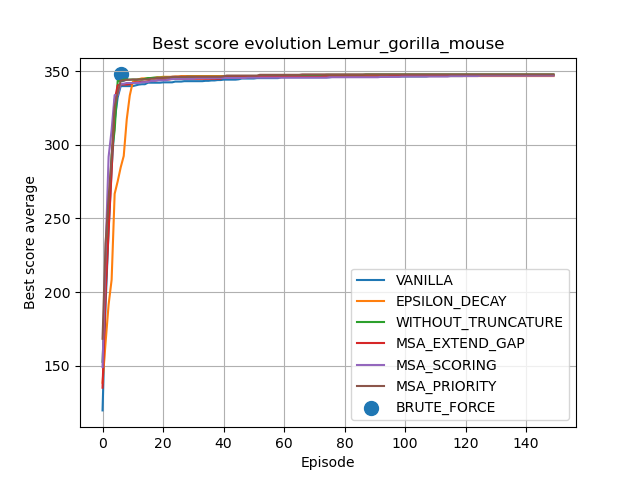 Best score evolution Lemur_gorilla_mouse
350
300
250
200
150
Best score average
VANILLA
EPSILON_DECAY
WITHOUT_TRUNCATURE
MSA_EXTEND_GAP
MSA_SCORING
MSA_PRIORITY
BRUTE_FORCE
0 20 40 60 80 100 120 140
Episode